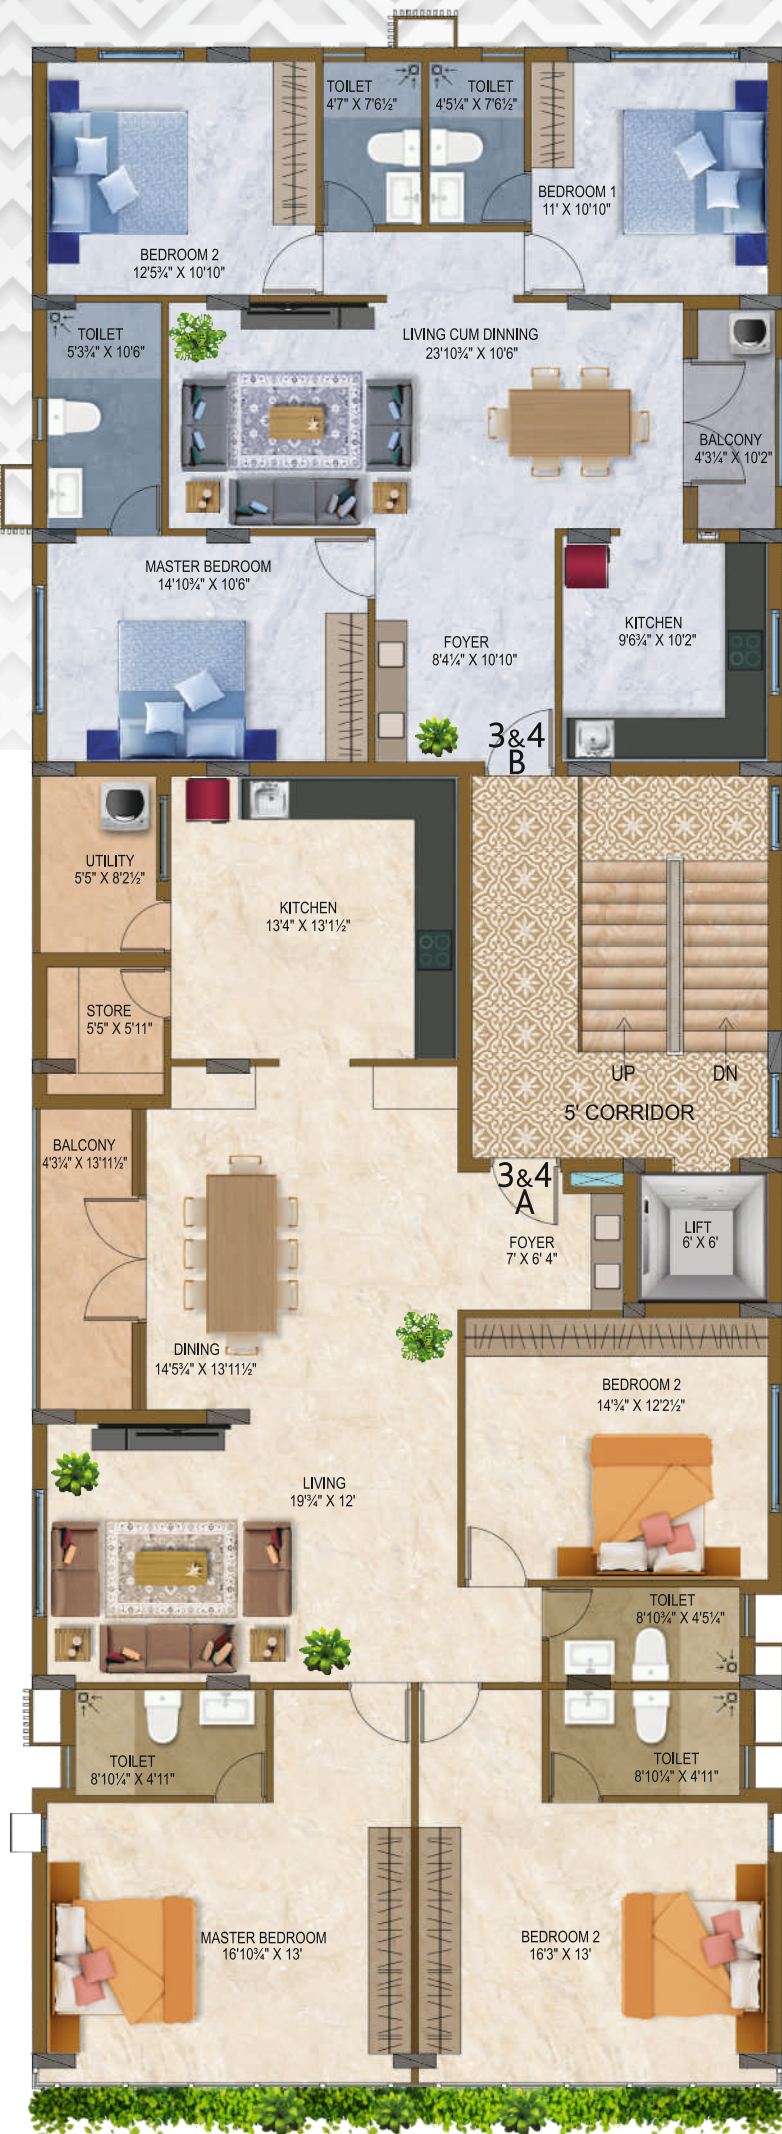 TOILET
4'7" X 7'6½"
TOILET
4'5¼" X 7'6½"
BEDROOM 1
11' X 10'10"
BEDROOM 2
12'5¾" X 10'10"
TOILET
5'3¾" X 10'6"
LIVING CUM DINNING
23'10¾" X 10'6"
BALCONY
4'3¼" X 10'2"
MASTER BEDROOM
14'10¾" X 10'6"
FOYER
8'4¼" X 10'10"
KITCHEN
9'6¾" X 10'2"
3&4
B
UTILITY
5'5" X 8'2½"
KITCHEN
13'4" X 13'1½"
STORE
5'5" X 5'11"
UP
DN
5' CORRIDOR
BALCONY
4'3¼" X 13'11½"
3&4
A
FOYER
7' X 6' 4"
LIFT
6' X 6'
DINING
14'5¾" X 13'11½"
BEDROOM 2
14'¾" X 12'2½"
LIVING
19'¾" X 12'
TOILET
8'10¾" X 4'5¼"
TOILET
8'10¼" X 4'11"
TOILET
8'10¼" X 4'11"
MASTER BEDROOM
16'10¾" X 13'
BEDROOM 2
16'3" X 13'